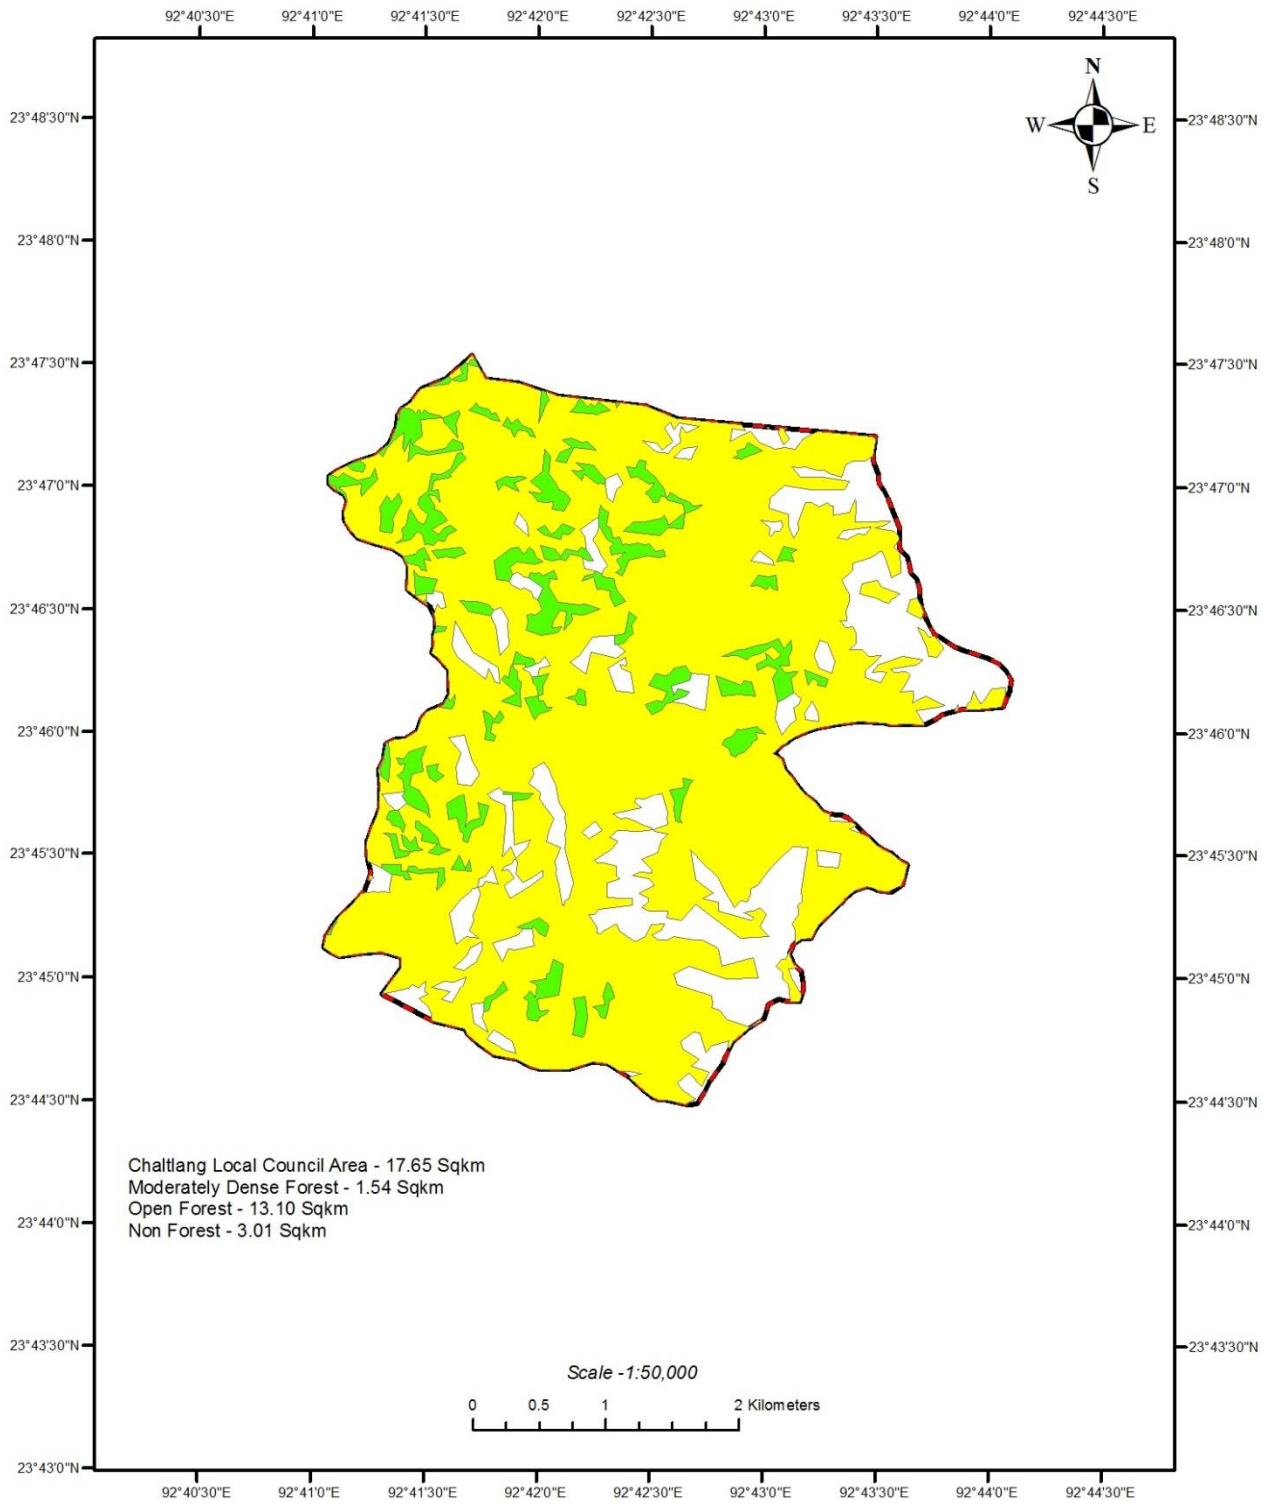 92°40'30"E 92°41'0"E 92°41'30"E 92°42'0"E 92°42'30"E 92°43'0"E 92°43'30"E 92°44'0"E 92°44'30"E
N
W E
S
23°48'30"N 23°48'30"N
23°48'0"N 23°48'0"N
23°47'30"N 23°47'30"N
23°47'0"N 23°47'0"N
23°46'30"N 23°46'30"N
23°46'0"N 23°46'0"N
23°45'30"N 23°45'30"N
23°45'0"N 23°45'0"N
23°44'30"N 23°44'30"N
Chaltlang Local Council Area - 17.65 Sqkm
Moderately Dense Forest - 1.54 Sqkm
Open Forest - 13.10 Sqkm
Non Forest - 3.01 Sqkm
23°44'0"N 23°44'0"N
23°43'30"N 23°43'30"N
Scale -1:50,000
0 0.5 1 2 Kilometers
23°43'0"N
92°40'30"E 92°41'0"E 92°41'30"E 92°42'0"E 92°42'30"E 92°43'0"E 92°43'30"E 92°44'0"E 92°44'30"E